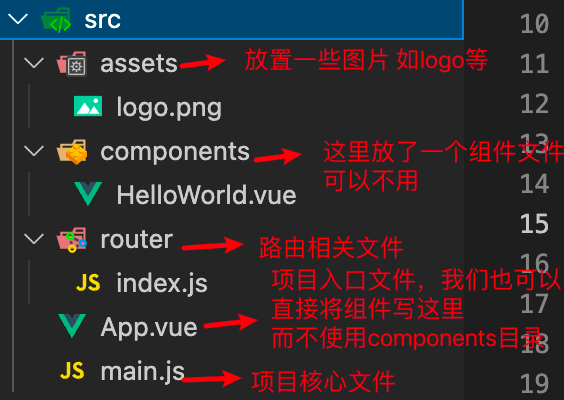 src
10
assets
放置一些图片 如logo等
11
logo.png
12
components
这里放了一个组件文件
13
可以不用
14
HelloWorld.vue
15
router
路由相关文件
16
index.js
项目入口文件，我们也可以
17
直接将组件写这里
App.vue
而不使用components目录
18
main.js
项目核心文件
19